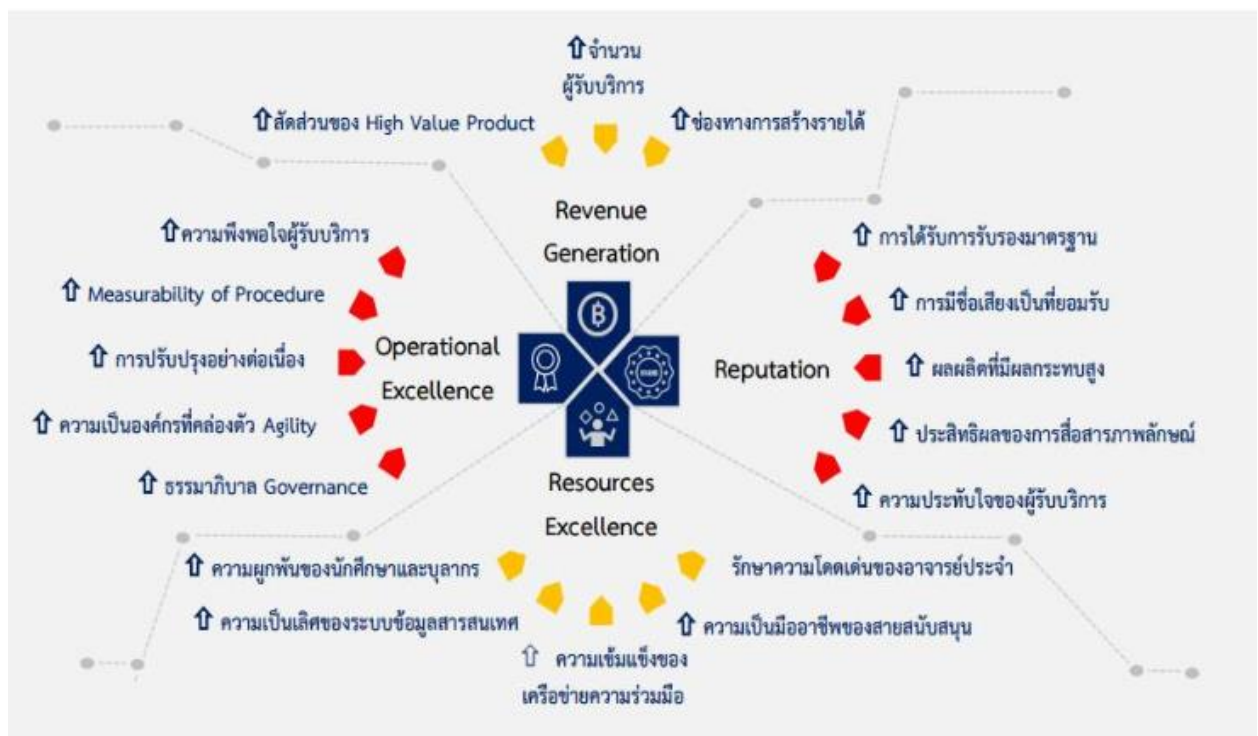 ⇧จำนวน
ผู้รับบริการ
⇧สัดส่วนของ High Value Product
⇧ช่องทางการสร้างรายได้
Revenue
Generation
⇧ความพึงพอใจผู้รับบริการ
⇧ Measurability of Procedure
⇧ การปรับปรุงอย่างต่อเนื่อง
⇧ ความเป็นองค์กรที่คล่องตัว Agility
⇧ ธรรมาภิบาล Governance
Operational
Excellence
Reputation
⇧ การได้รับการรับรองมาตรฐาน
⇧ การมีชื่อเสียงเป็นที่ยอมรับ
⇧ ผลผลิตที่มีผลกระทบสูง
⇧ ประสิทธิผลของการสื่อสารภาพลักษณ์
⇧ ความประทับใจของผู้รับบริการ
Resources
Excellence
⇧ ความผูกพันของนักศึกษาและบุคลากร
⇧ ความเป็นเลิศของระบบข้อมูลสารสนเทศ
⇧ ความเข้มแข็งของ
เครือข่ายความร่วมมือ
⇧ ความเป็นมืออาชีพของสายสนับสนุน
รักษาความโดดเด่นของอาจารย์ประจำ